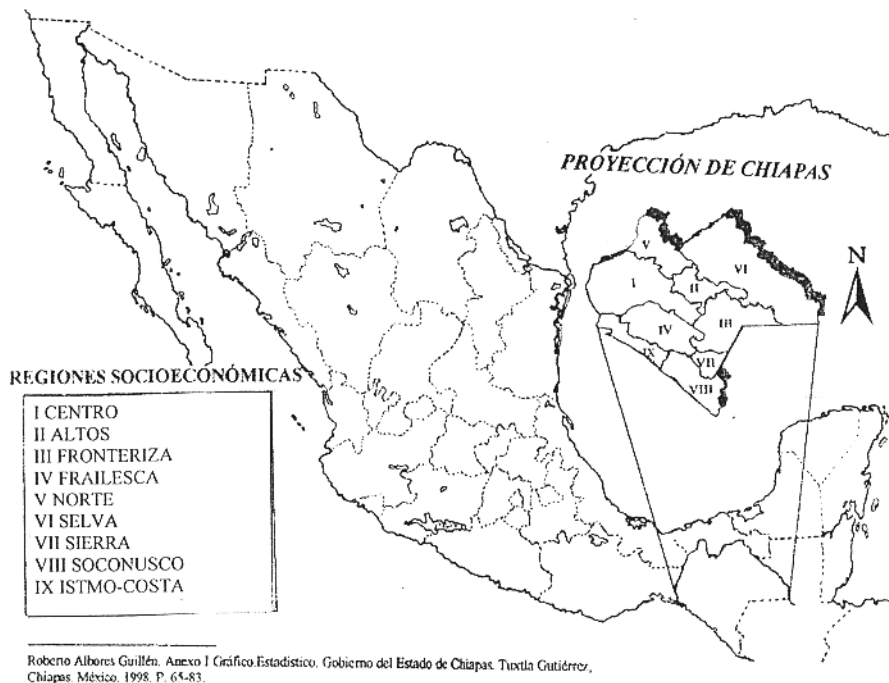 PROYECCIÓN DE CHIAPAS
N
V
VI
I
II
III
IV
IX
VII
VIII
REGIONES SOCIOECONÓMICAS
I CENTRO
II ALTOS
III FRONTERIZA
IV FRAILESCA
V NORTE
VI SELVA
VII SIERRA
VIII SOCONUSCO
IX ISTMO-COSTA
Roberto Albores Guillén. Anexo I Gráfico.Estadístico. Gobierno del Estado de Chiapas. Tuxtla Gutiérrez,
Chiapas. México. 1998. P. 65-83.